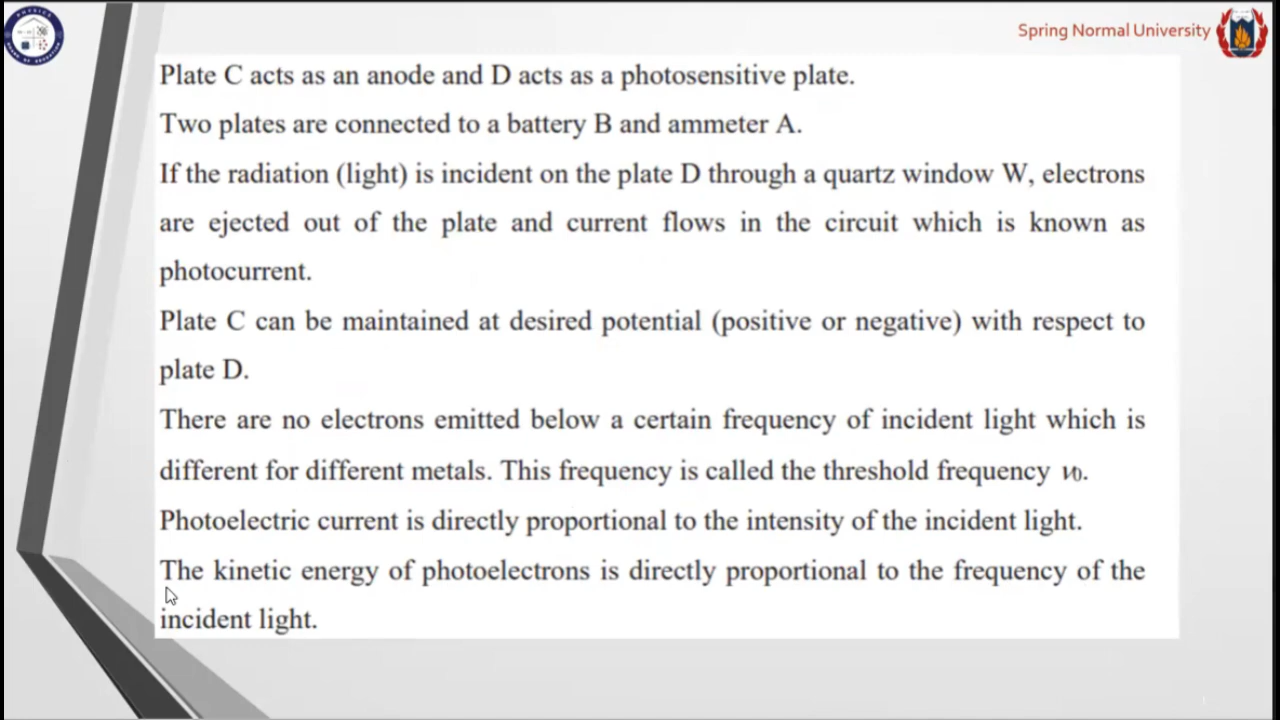 Spring Normal University
Plate C acts as an anode and D acts as a photosensitive plate.
Two plates are connected to a battery B and ammeter A.
If the radiation (light) is incident on the plate D through a quartz window W, electrons
are ejected out of the plate and current flows in the circuit which is known as
photocurrent.
Plate C can be maintained at desired potential (positive or negative) with respect to
plate D.
There are no electrons emitted below a certain frequency of incident light which is
different for different metals. This frequency is called the threshold frequency ν₀.
Photoelectric current is directly proportional to the intensity of the incident light.
The kinetic energy of photoelectrons is directly proportional to the frequency of the
incident light.